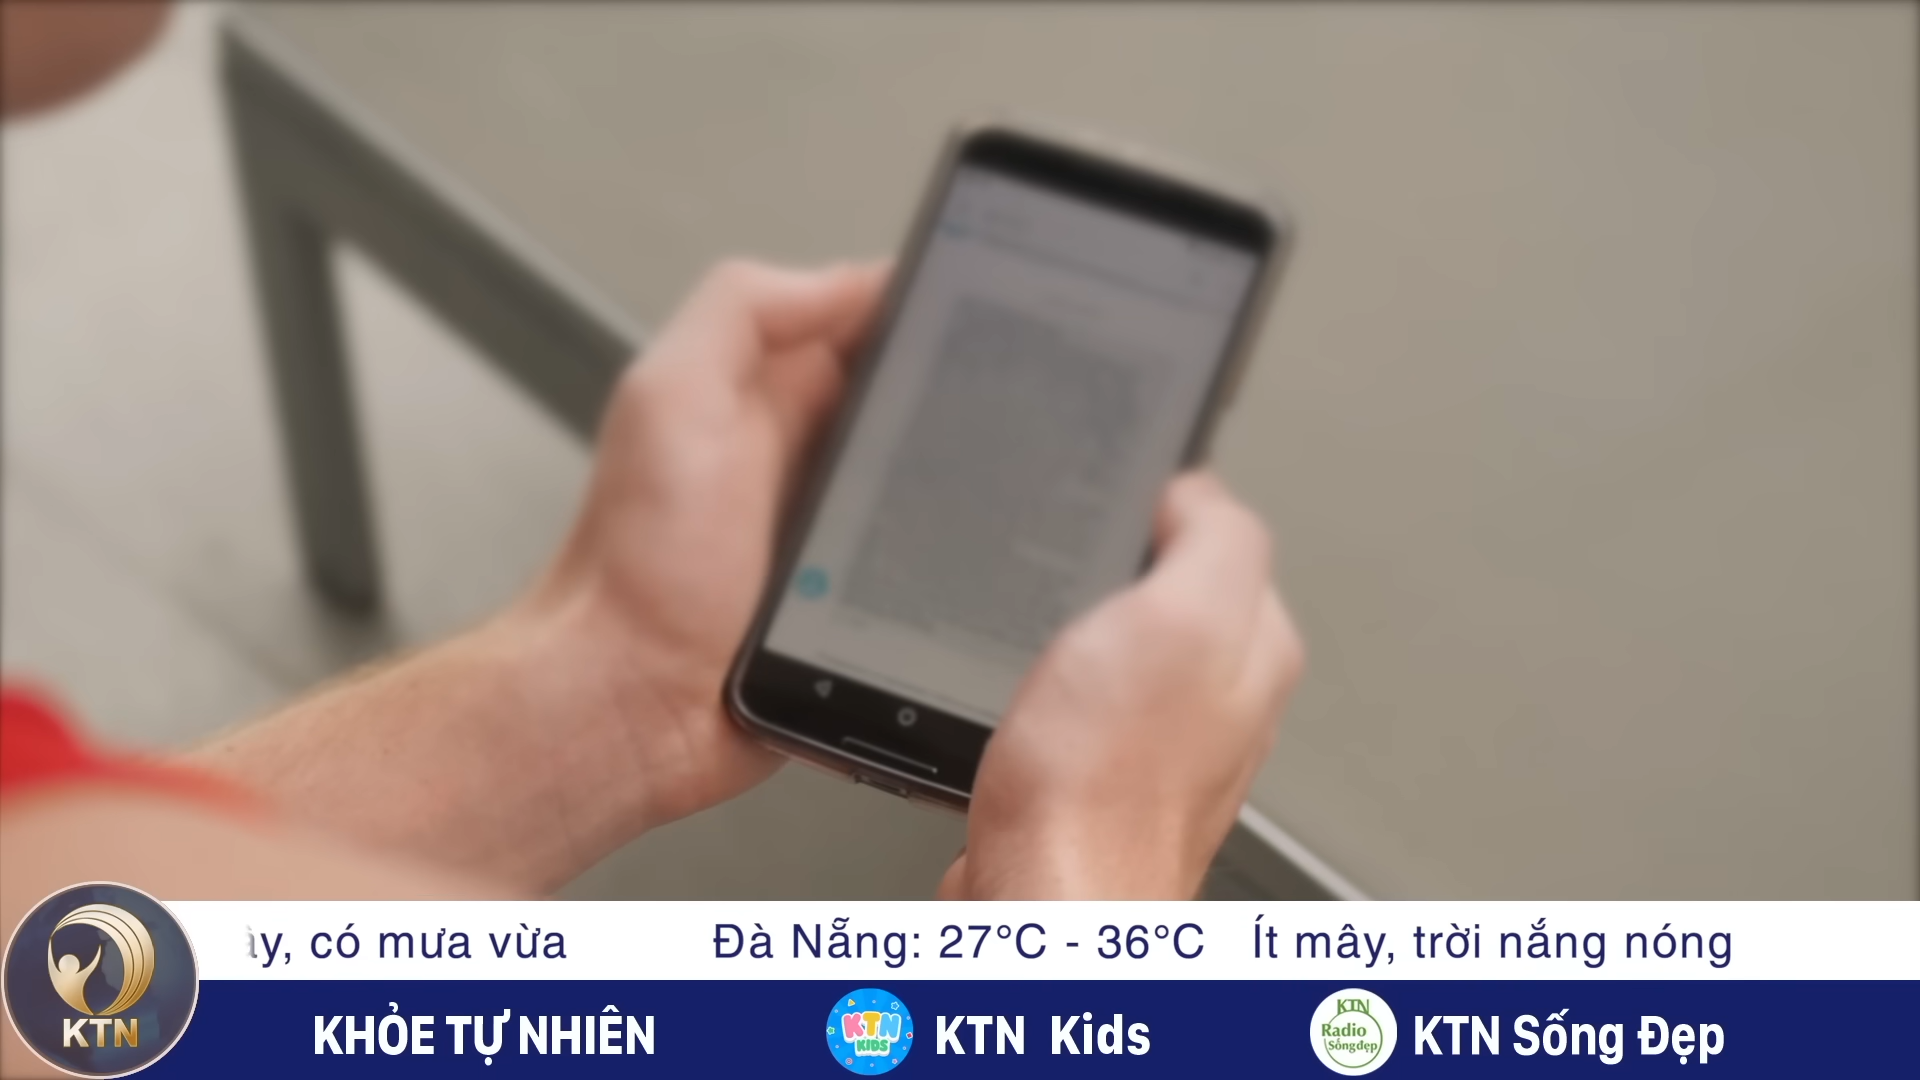 có mưa vừa
Đà Nẵng: 27°C - 36°C Ít mây, trời nắng nóng
KTN
KHỎE TỰ NHIÊN
KTN KIDS
KTN Kids
KTN
Radio
Sống đẹp
KTN Sống Đẹp